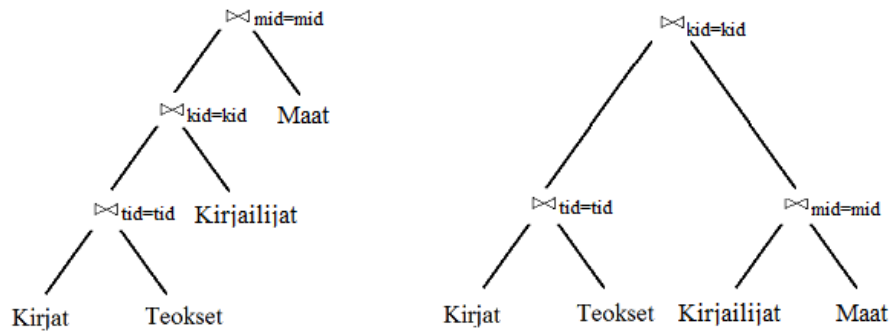 ⋈mid=mid
⋈kid=kid
Maat
⋈tid=tid
Kirjailijat
Kirjat
Teokset
⋈kid=kid
⋈tid=tid
⋈mid=mid
Kirjat
Teokset
Kirjailijat
Maat